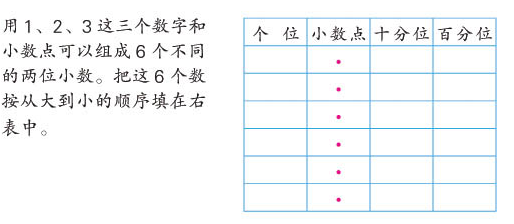 用1、2、3这三个数字和
小数点可以组成6个不同
的两位小数。把这6个数
按从大到小的顺序填在右
表中。
个 位 小数点 十分位 百分位